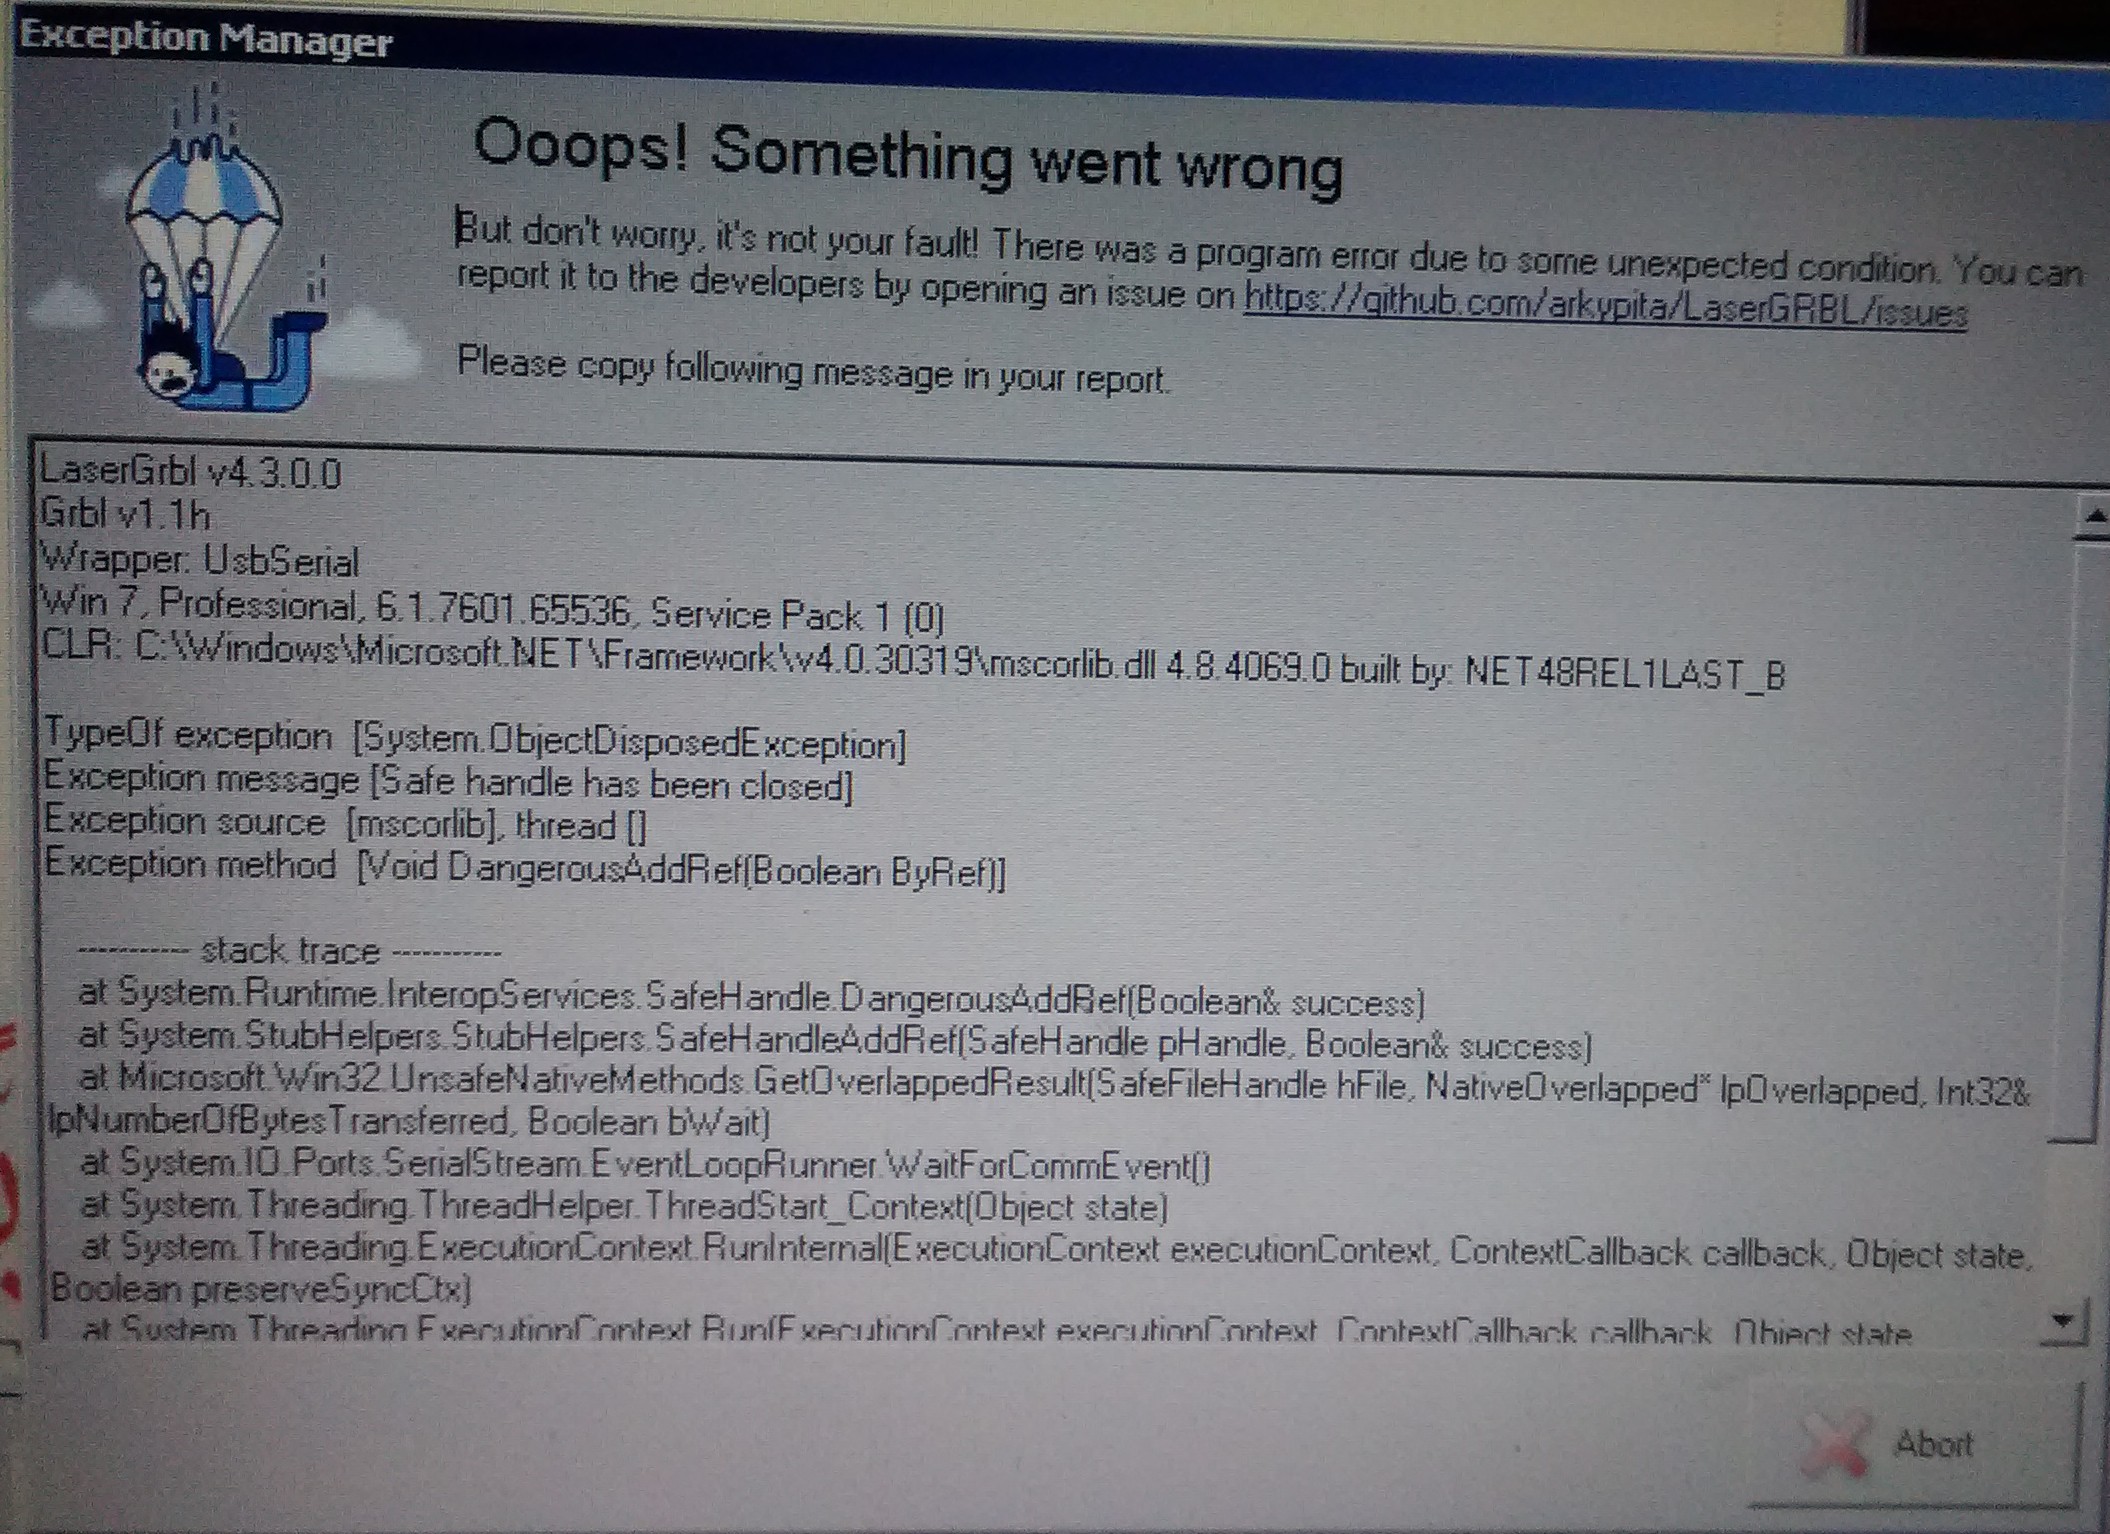 Exception Manager
Ooops! Something went wrong
But don't worry, it's not your fault! There was a program error due to some unexpected condition. You can
report it to the developers by opening an issue on https://github.com/arkypita/LaserGRBL/issues
Please copy following message in your report.
LaserGrbl v4.3.0.0
Grbl v1.1h
Wrapper: UsbSerial
Win 7, Professional, 6.1.7601.65536, Service Pack 1 (0)
CLR: C:\Windows\Microsoft.NET\Framework\v4.0.30319\mscorlib.dll 4.8.4069.0 built by: NET48REL1LAST_B
TypeOf exception [System.ObjectDisposedException]
Exception message [Safe handle has been closed]
Exception source [mscorlib], thread []
Exception method [Void DangerousAddRef(Boolean ByRef)]
----------- stack trace -----------
at System.Runtime.InteropServices.SafeHandle.DangerousAddRef(Boolean& success)
at System.StubHelpers.StubHelpers.SafeHandleAddRef(SafeHandle pHandle, Boolean& success)
at Microsoft.Win32.UnsafeNativeMethods.GetOverlappedResult(SafeFileHandle hFile, NativeOverlapped* lpOverlapped, Int32&
lpNumberOfBytesTransferred, Boolean bWait)
at System.IO.Ports.SerialStream.EventLoopRunner.WaitForCommEvent()
at System.Threading.ThreadHelper.ThreadStart_Context(Object state)
at System.Threading.ExecutionContext.RunInternal(ExecutionContext executionContext, ContextCallback callback, Object state,
Boolean preserveSyncCtx)
at System.Threading.ExecutionContext.Run(ExecutionContext executionContext, ContextCallback callback, Object state
Abort